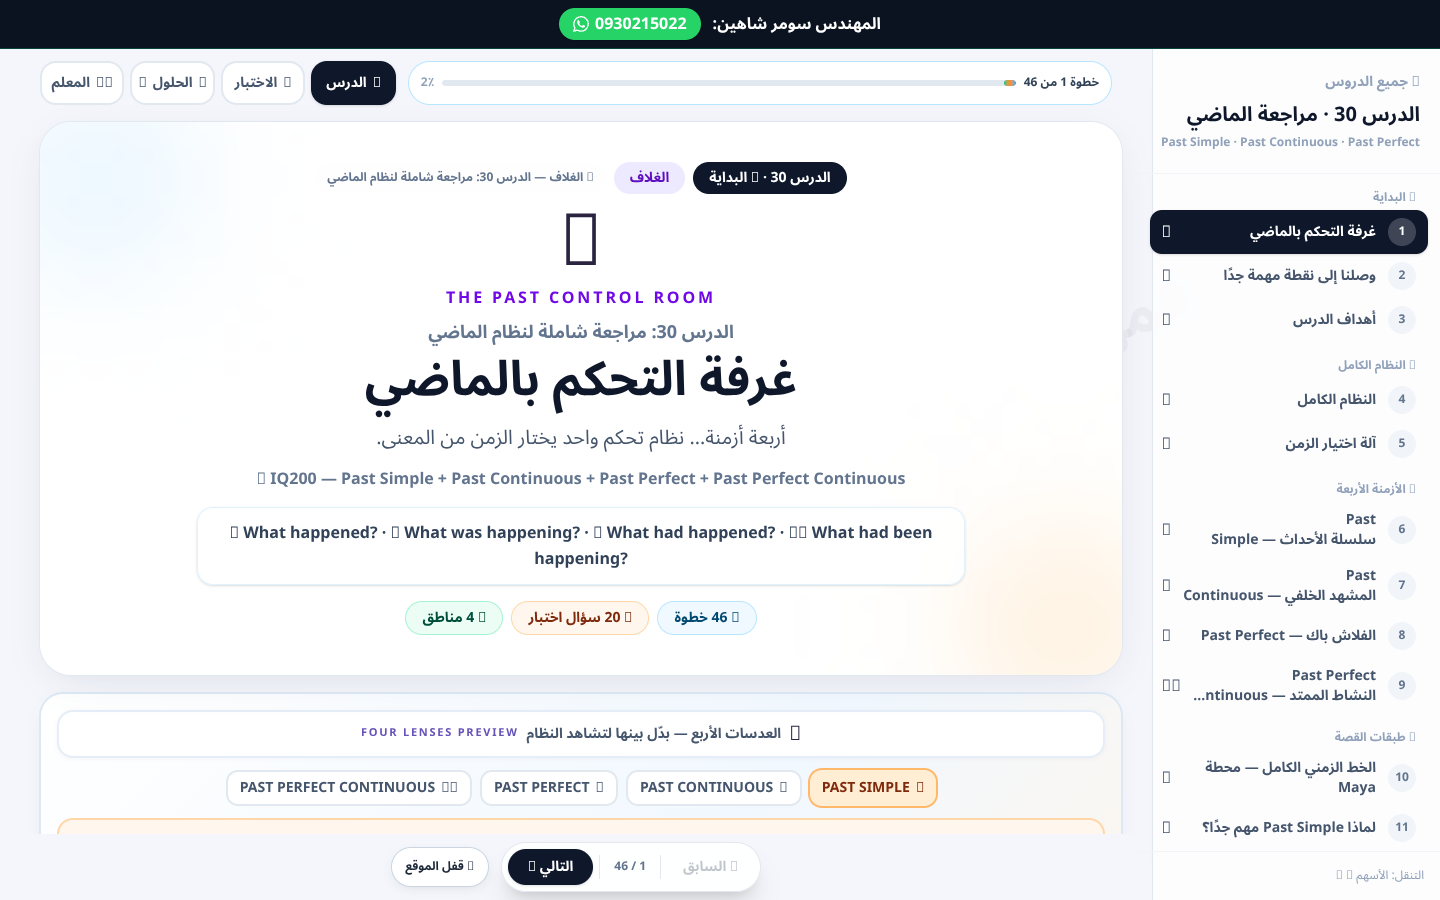 المهندس سومر شاهين: 0930215022
جميع الدروس
الدرس 30 · مراجعة الماضي
Past Simple · Past Continuous · Past Perfect
البداية
1 غرفة التحكم بالماضي
2 وصلنا إلى نقطة مهمة جدًا
3 أهداف الدرس
النظام الكامل
4 النظام الكامل
5 آلة اختيار الزمن
الأزمنة الأربعة
6 Past
سلسلة الأحداث — Simple
7 Past
المشهد الخلفي — Continuous
8 الفلاش باك — Past Perfect
9 Past Perfect
النشاط الممتد — ntinuous...
طبقات القصة
10 الخط الزمني الكامل — محطة
Maya
11 لماذا Past Simple مهم جدًا؟
التنقل: الأسهم
خطوة 1 من 46 2٪
الدرس
الاختبار
الحلول
المعلم
الدرس 30 · البداية
الغلاف
الغلاف — الدرس 30: مراجعة شاملة لنظام الماضي
THE PAST CONTROL ROOM
الدرس 30: مراجعة شاملة لنظام الماضي
غرفة التحكم بالماضي
أربعة أزمنة... نظام تحكم واحد يختار الزمن من المعنى.
IQ200 — Past Simple + Past Continuous + Past Perfect + Past Perfect Continuous
What happened? · What was happening? · What had happened? · What had been
happening?
46 خطوة
20 سؤال اختبار
4 مناطق
العدسات الأربع — بدّل بينها لتشاهد النظام FOUR LENSES PREVIEW
PAST SIMPLE
PAST CONTINUOUS
PAST PERFECT
PAST PERFECT CONTINUOUS
السابق
46 / 1
التالي
قفل الموقع